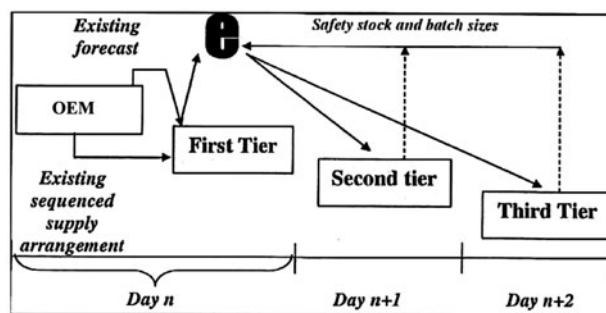 Existing
forecast
e
Safety stock and batch sizes
OEM
First Tier
Second tier
Third Tier
Existing
sequenced
supply
arrangement
Day n
Day n+1
Day n+2